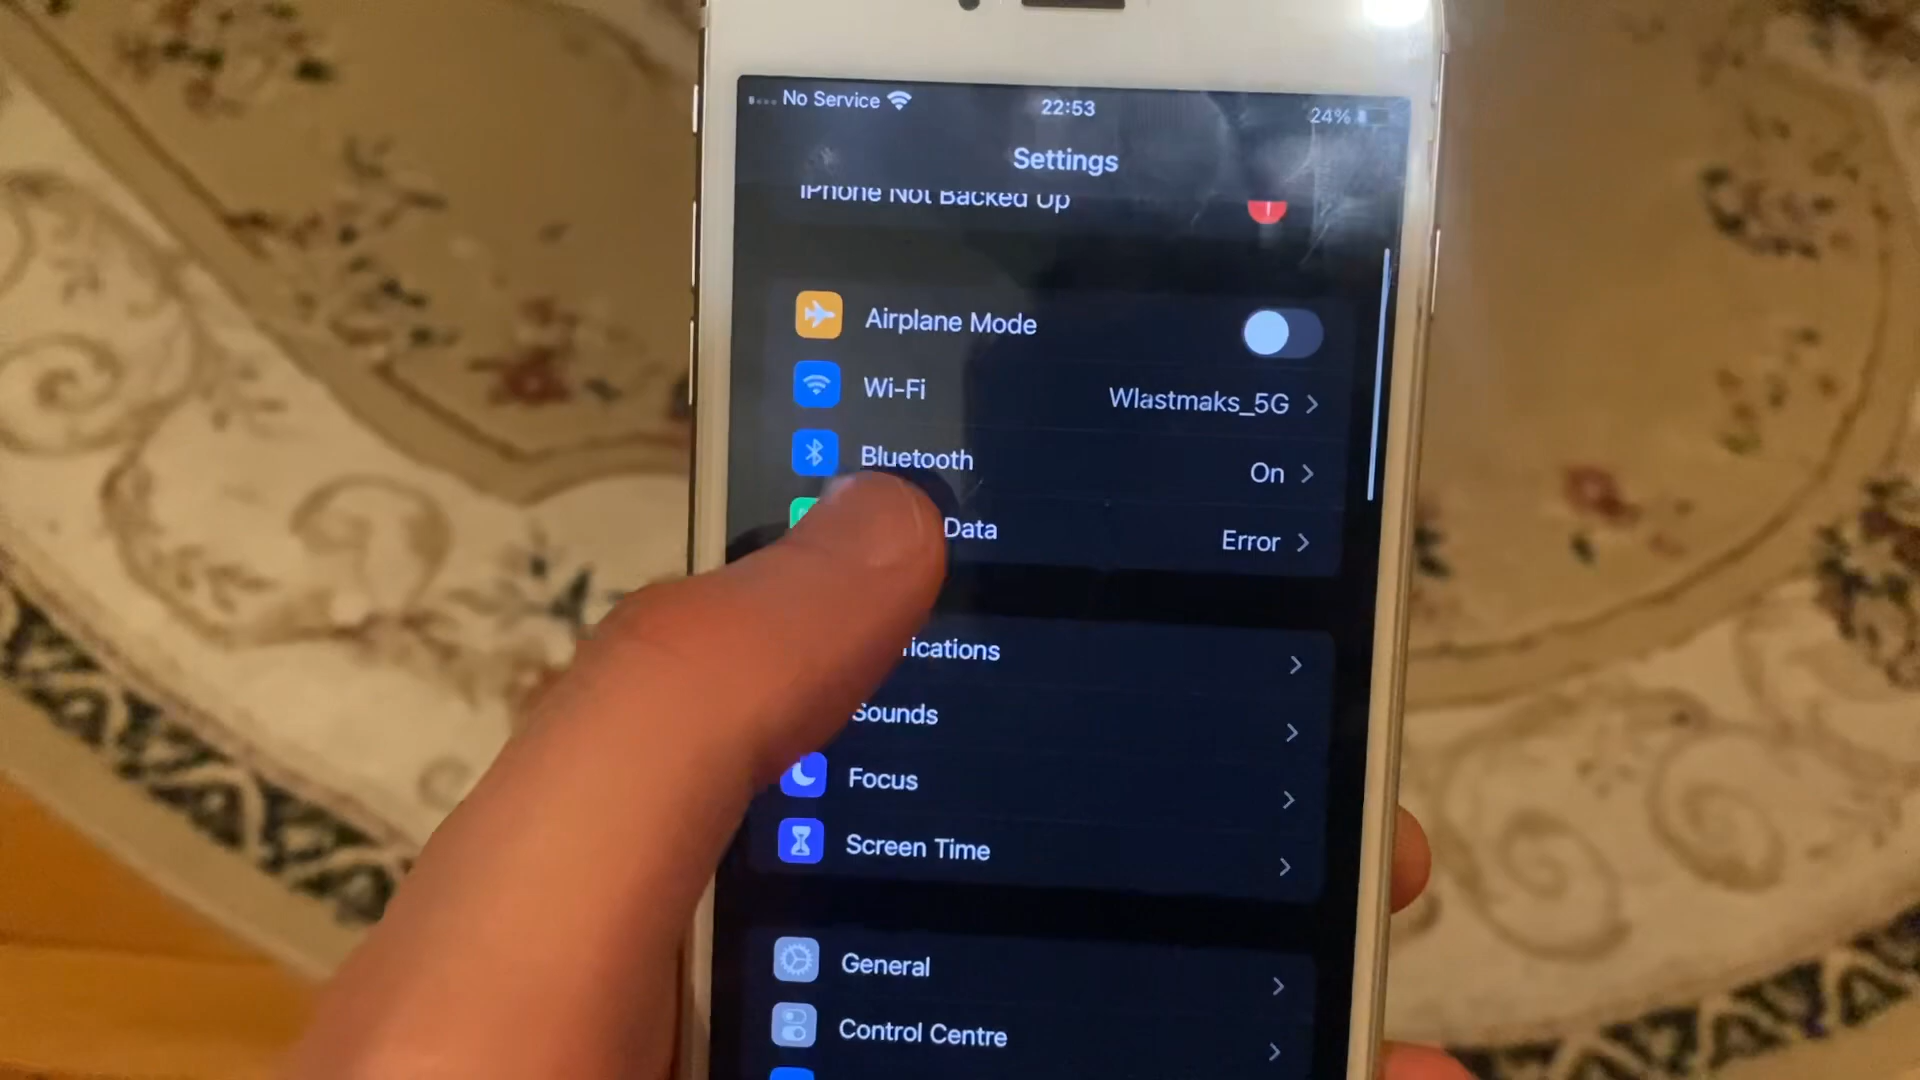 No Service 22:53 24%
Settings
iPhone Not Backed Up
Airplane Mode
Wi-Fi Wlastmaks_5G
Bluetooth On
Data Error
Sounds
Focus
Screen Time
General
Control Centre